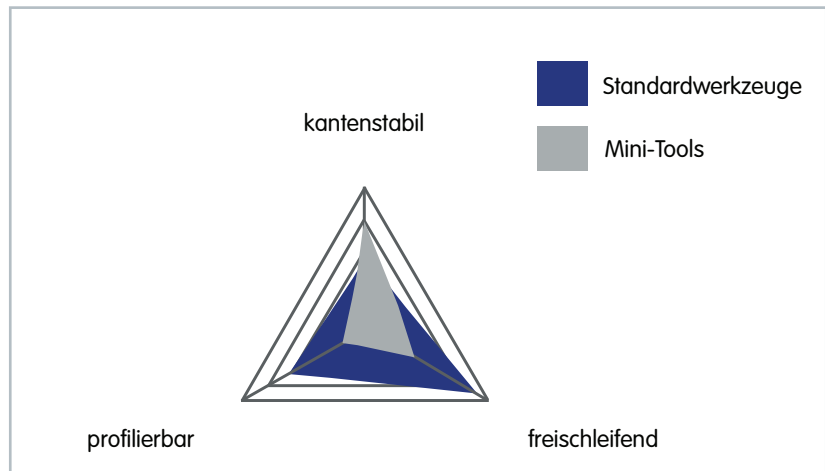 Standardwerkzeuge
kantenstabil
Mini-Tools
profilierbar
freischleifend